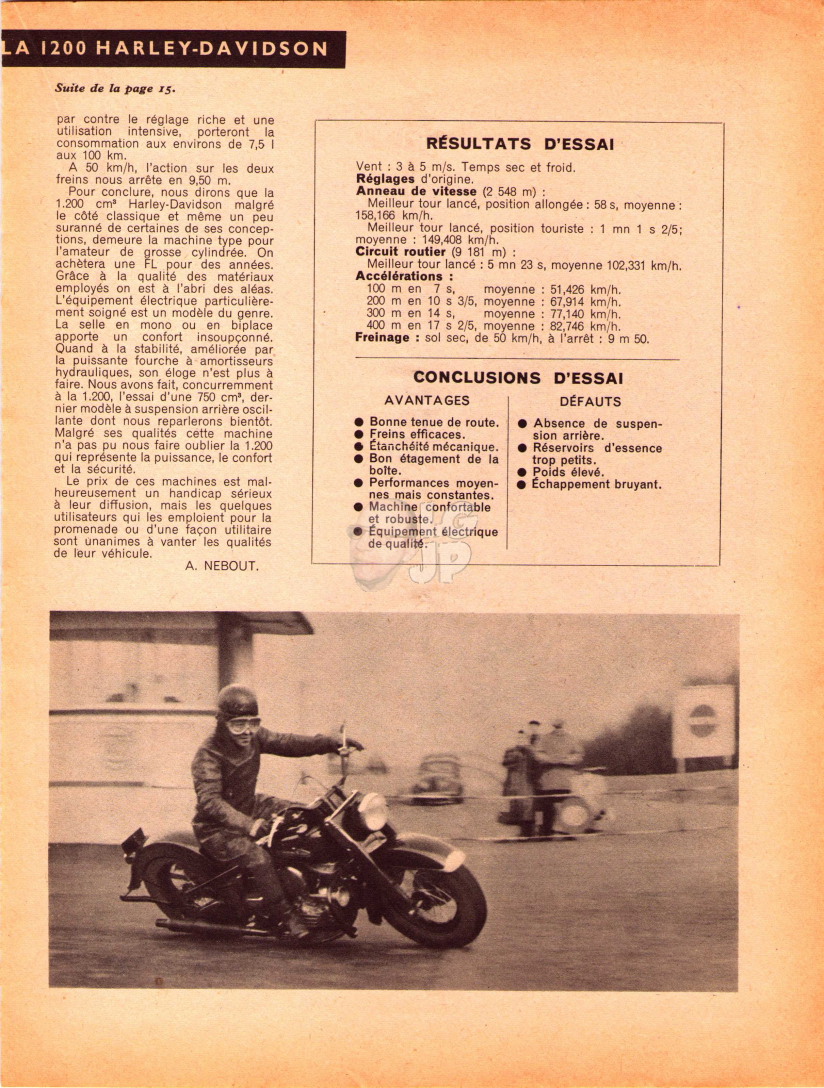 LA 1200 HARLEY-DAVIDSON
Suite de la page 15.
par contre le réglage riche et une
utilisation intensive, porteront la
consommation aux environs de 7,5 l
aux 100 km.
A 50 km/h, l'action sur les deux
freins nous arrête en 9,50 m.
Pour conclure, nous dirons que la
1.200 cm³ Harley-Davidson malgré
le côté classique et même un peu
suranné de certaines de ses concep-
tions, demeure la machine type pour
l'amateur de grosse cylindrée. On
achètera une FL pour des années.
Grâce à la qualité des matériaux
employés on est à l'abri des aléas.
L'équipement électrique particulière-
ment soigné est un modèle du genre.
La selle en mono ou en biplace
apporte un confort insoupçonné.
Quand à la stabilité, améliorée par
la puissante fourche à amortisseurs
hydrauliques, son éloge n'est plus à
faire. Nous avons fait, concurremment
à la 1.200, l'essai d'une 750 cm³, der-
nier modèle à suspension arrière oscil-
lante dont nous reparlerons bientôt.
Malgré ses qualités cette machine
n'a pas pu nous faire oublier la 1.200
qui représente la puissance, le confort
et la sécurité.
Le prix de ces machines est mal-
heureusement un handicap sérieux
à leur diffusion, mais les quelques
utilisateurs qui les emploient pour la
promenade ou d'une façon utilitaire
sont unanimes à vanter les qualités
de leur véhicule.
A. NEBOUT.
RÉSULTATS D'ESSAI
Vent : 3 à 5 m/s. Temps sec et froid.
Réglages d'origine.
Anneau de vitesse (2 548 m) :
Meilleur tour lancé, position allongée : 58 s, moyenne :
158,166 km/h.
Meilleur tour lancé, position touriste : 1 mn 1 s 2/5;
moyenne : 149,408 km/h.
Circuit routier (9 181 m) :
Meilleur tour lancé : 5 mn 23 s, moyenne 102,331 km/h.
Accélérations :
100 m en 7 s, moyenne : 51,426 km/h.
200 m en 10 s 3/5, moyenne : 67,914 km/h.
300 m en 14 s, moyenne : 77,140 km/h.
400 m en 17 s 2/5, moyenne : 82,746 km/h.
Freinage : sol sec, de 50 km/h, à l'arrêt : 9 m 50.
CONCLUSIONS D'ESSAI
AVANTAGES
● Bonne tenue de route.
● Freins efficaces.
● Étanchéité mécanique.
● Bon étagement de la
boîte.
● Performances moyen-
nes mais constantes.
● Machine confortable
et robuste.
● Équipement électrique
de qualité.
DÉFAUTS
● Absence de suspen-
sion arrière.
● Réservoirs d'essence
trop petits.
● Poids élevé.
● Échappement bruyant.
JP